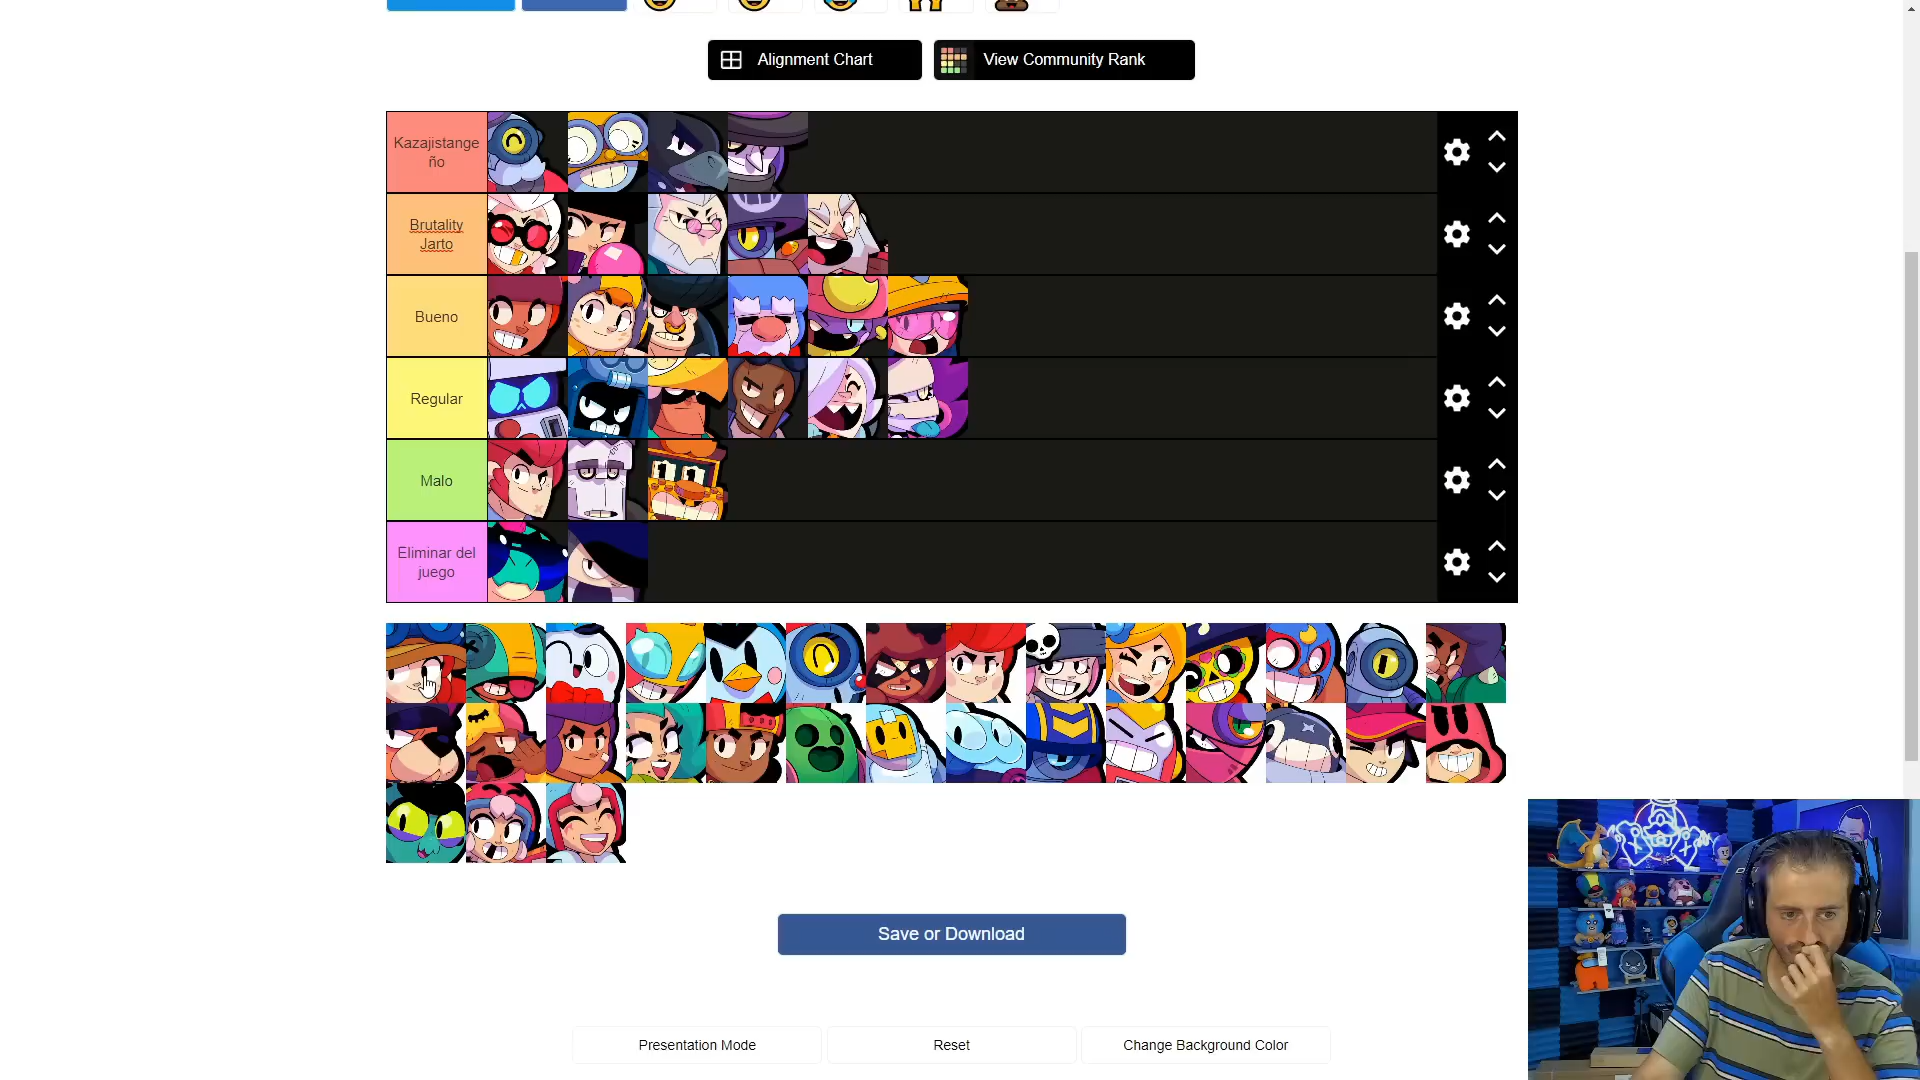 Alignment Chart
View Community Rank
Kazajistange
ño
Brutality
Jarto
Bueno
Regular
Malo
Eliminar del
juego
Save or Download
Presentation Mode
Reset
Change Background Color